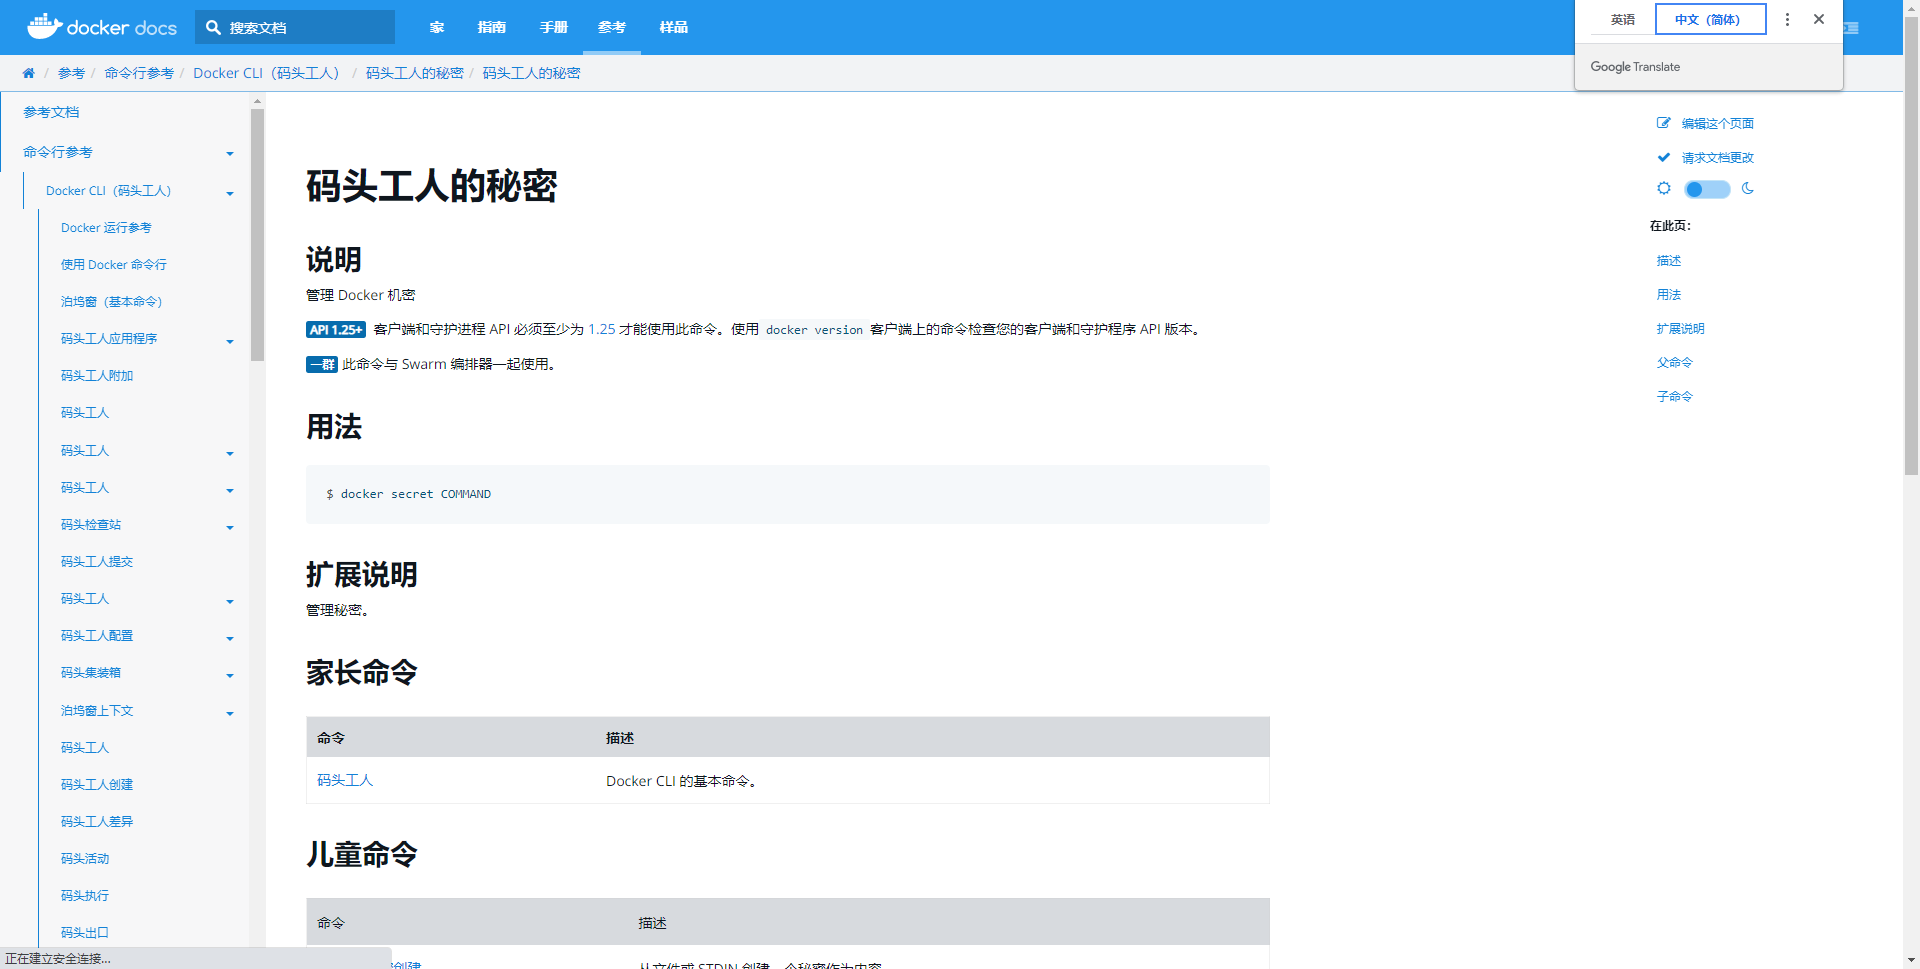 docker docs
搜索文档
家 指南 手册 参考 样品
英语 中文（简体）
Google Translate
参考 / 命令行参考 / Docker CLI（码头工人） / 码头工人的秘密 / 码头工人的秘密
参考文档
命令行参考
Docker CLI（码头工人）
Docker 运行参考
使用 Docker 命令行
泊坞窗（基本命令）
码头工人应用程序
码头工人附加
码头工人
码头工人
码头工人
码头检查站
码头工人提交
码头工人
码头工人配置
码头集装箱
泊坞窗上下文
码头工人
码头工人创建
码头工人差异
码头活动
码头执行
码头出口
正在建立安全连接...
码头工人的秘密
说明
管理 Docker 机密
API 1.25+ 客户端和守护进程 API 必须至少为 1.25 才能使用此命令。使用 docker version 客户端上的命令检查您的客户端和守护程序 API 版本。
一群 此命令与 Swarm 编排器一起使用。
用法
$ docker secret COMMAND
扩展说明
管理秘密。
家长命令
命令 描述
码头工人 Docker CLI 的基本命令。
儿童命令
命令 描述
创建 从文件或 STDIN 创建一个秘密作为内容
编辑这个页面
请求文档更改
在此页：
描述
用法
扩展说明
父命令
子命令